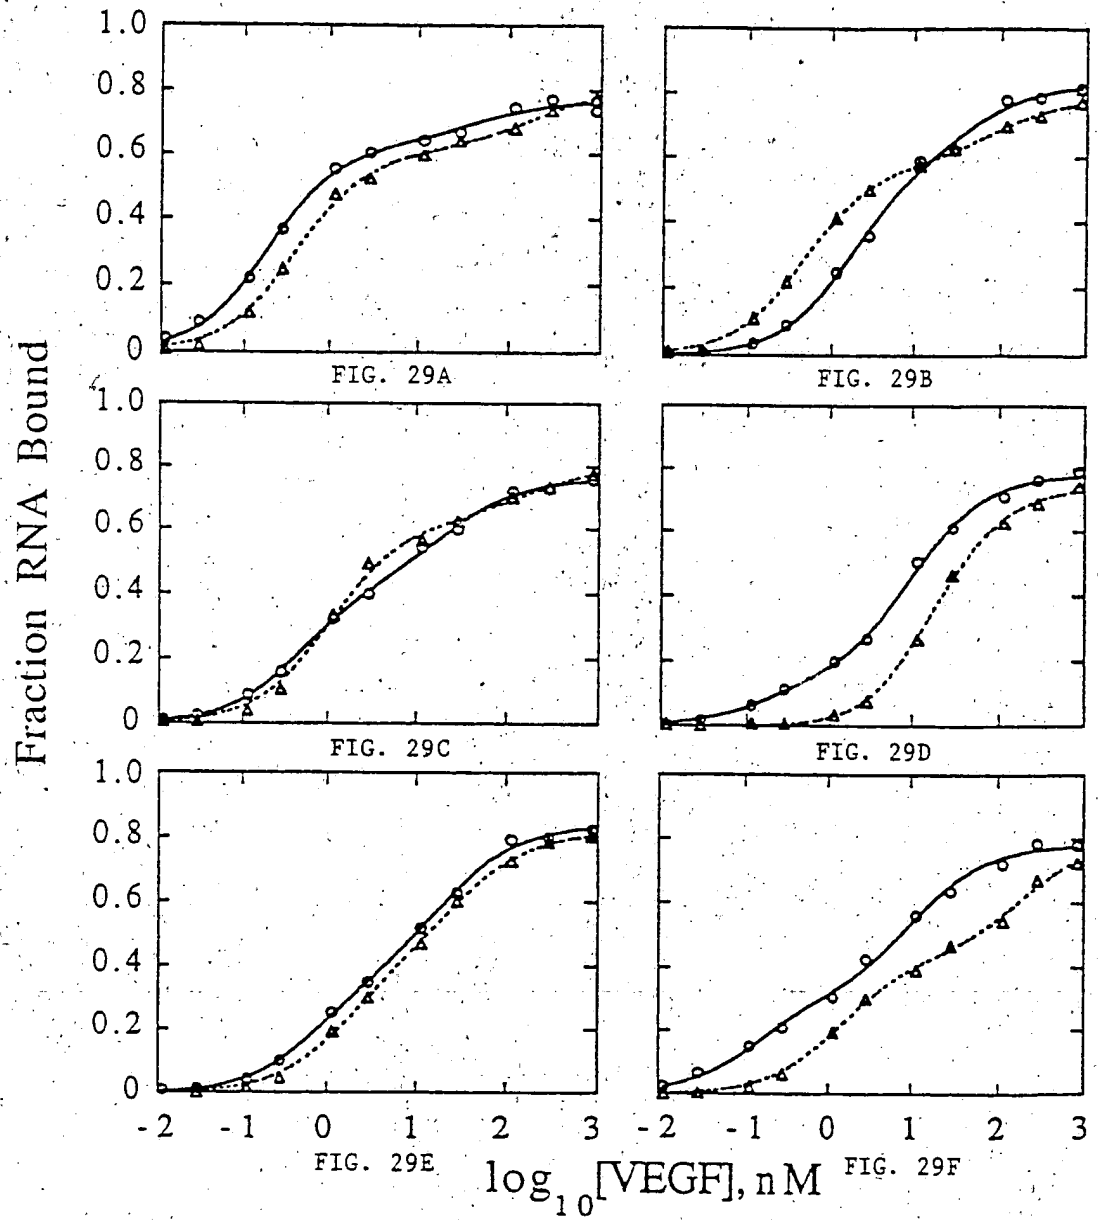 Fraction RNA Bound
1.0
0.8
0.6
0.4
0.2
0
FIG. 29A
FIG. 29B
1.0
0.8
0.6
0.4
0.2
0
FIG. 29C
FIG. 29D
1.0
0.8
0.6
0.4
0.2
0
-2 -1 0 1 2 3
-2 -1 0 1 2 3
FIG. 29E
FIG. 29F
log10[VEGF], nM